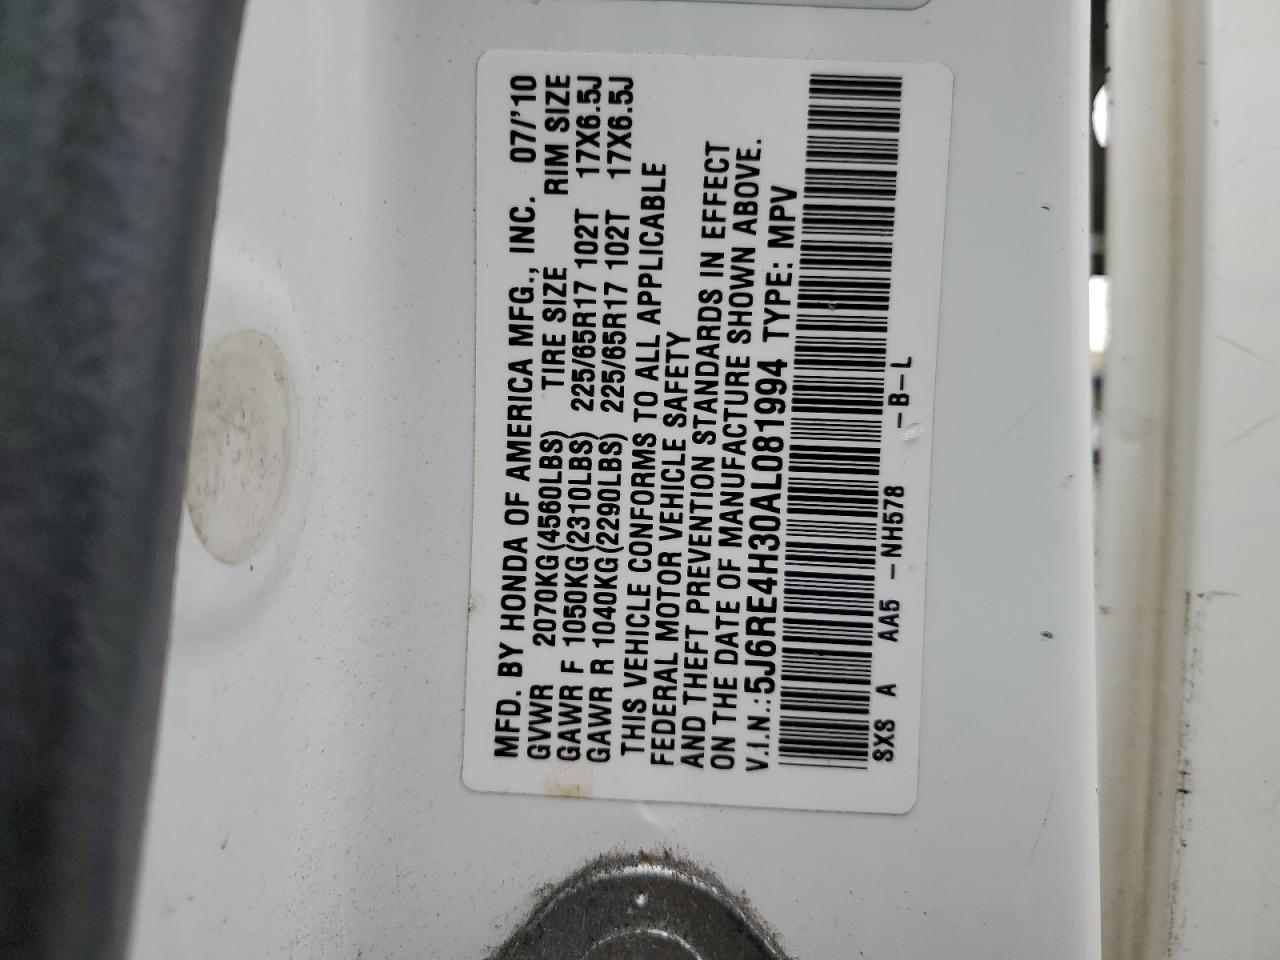 MFD. BY HONDA OF AMERICA MFG., INC. 07/'10
GVWR 2070KG(4560LBS) TIRE SIZE RIM SIZE
GAWR F 1050KG(2310LBS) 225/65R17 102T 17X6.5J
GAWR R 1040KG(2290LBS) 225/65R17 102T 17X6.5J
THIS VEHICLE CONFORMS TO ALL APPLICABLE
FEDERAL MOTOR VEHICLE SAFETY
AND THEFT PREVENTION STANDARDS IN EFFECT
ON THE DATE OF MANUFACTURE SHOWN ABOVE.
V.I.N.:5J6RE4H30AL081994 TYPE: MPV
SX8 A AA5 -NH578 -B-L